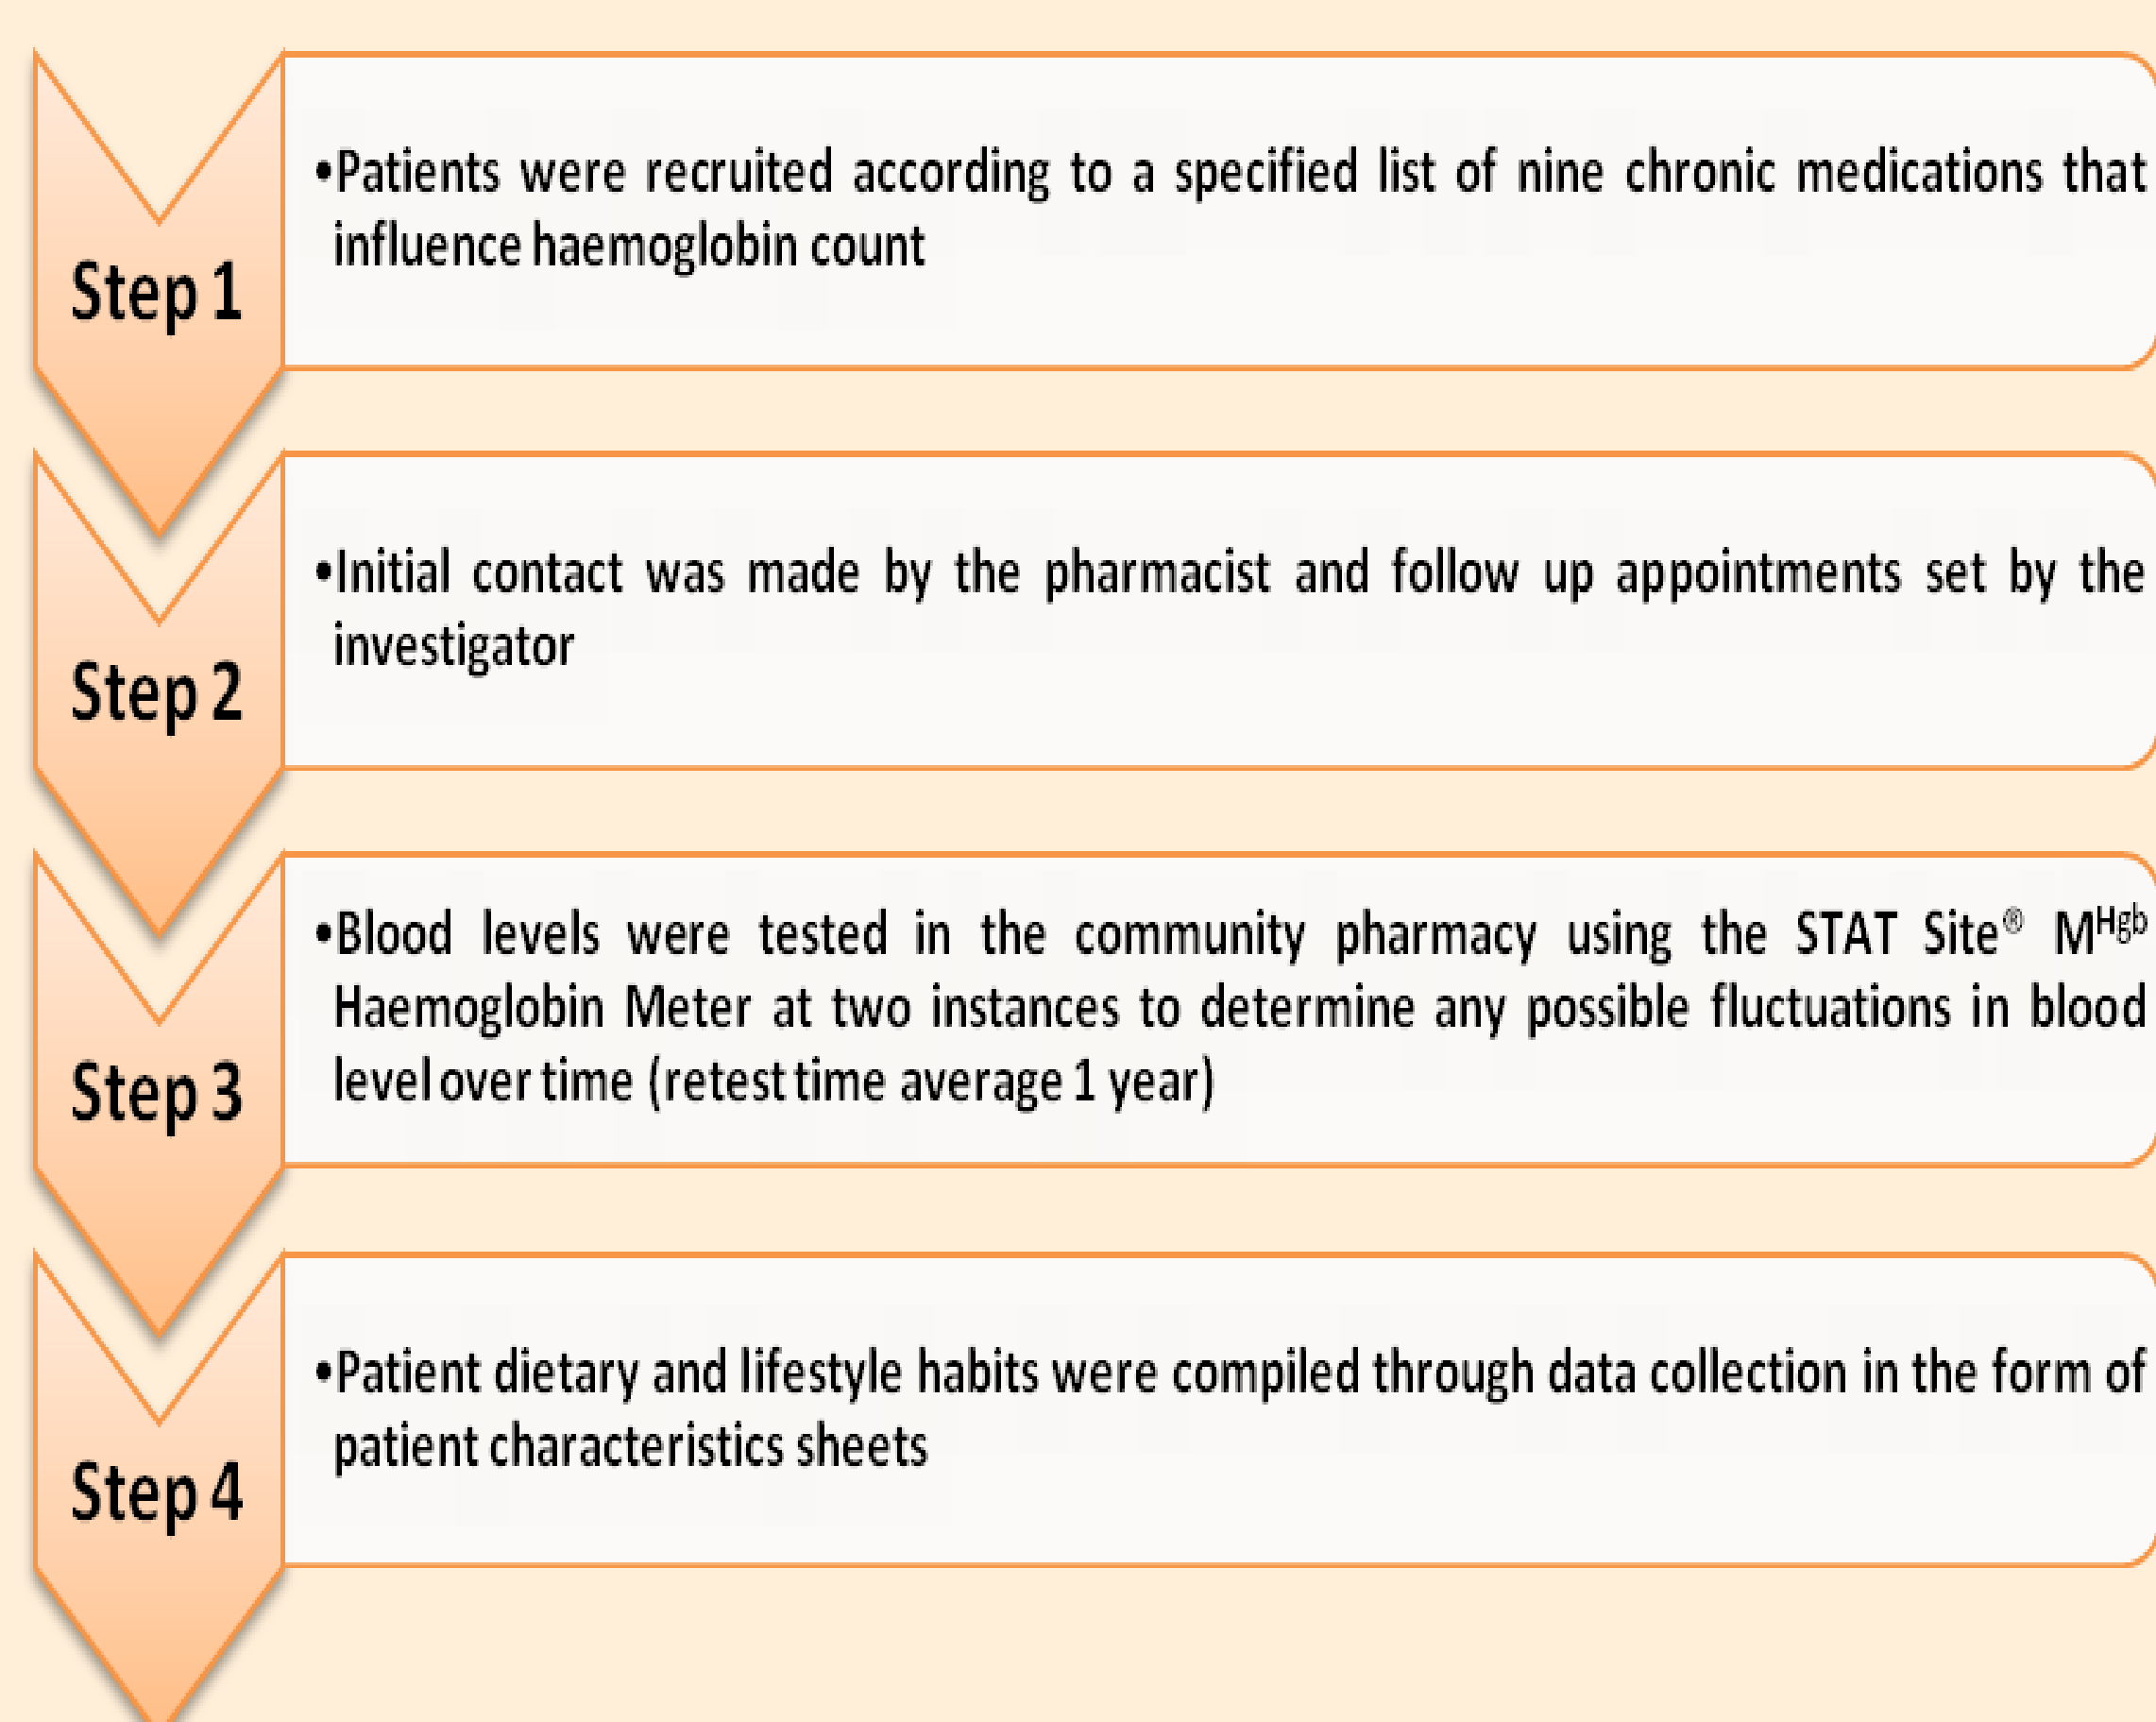 •Patients were recruited according to a specified list of nine chronic medications that
influence haemoglobin count
Step 1
•Initial contact was made by the pharmacist and follow up appointments set by the
investigator
Step 2
•Blood levels were tested in the community pharmacy using the STAT Site® M^Hgb
Haemoglobin Meter at two instances to determine any possible fluctuations in blood
level over time (retest time average 1 year)
Step 3
•Patient dietary and lifestyle habits were compiled through data collection in the form of
patient characteristics sheets
Step 4